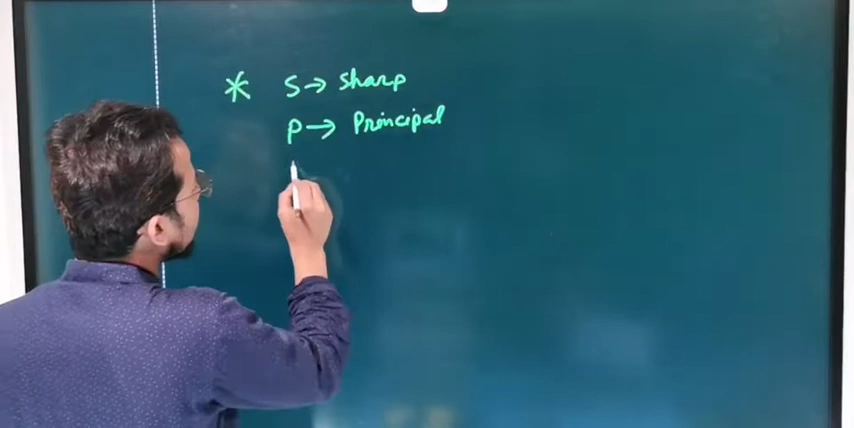 * S → Sharp
P → Principal